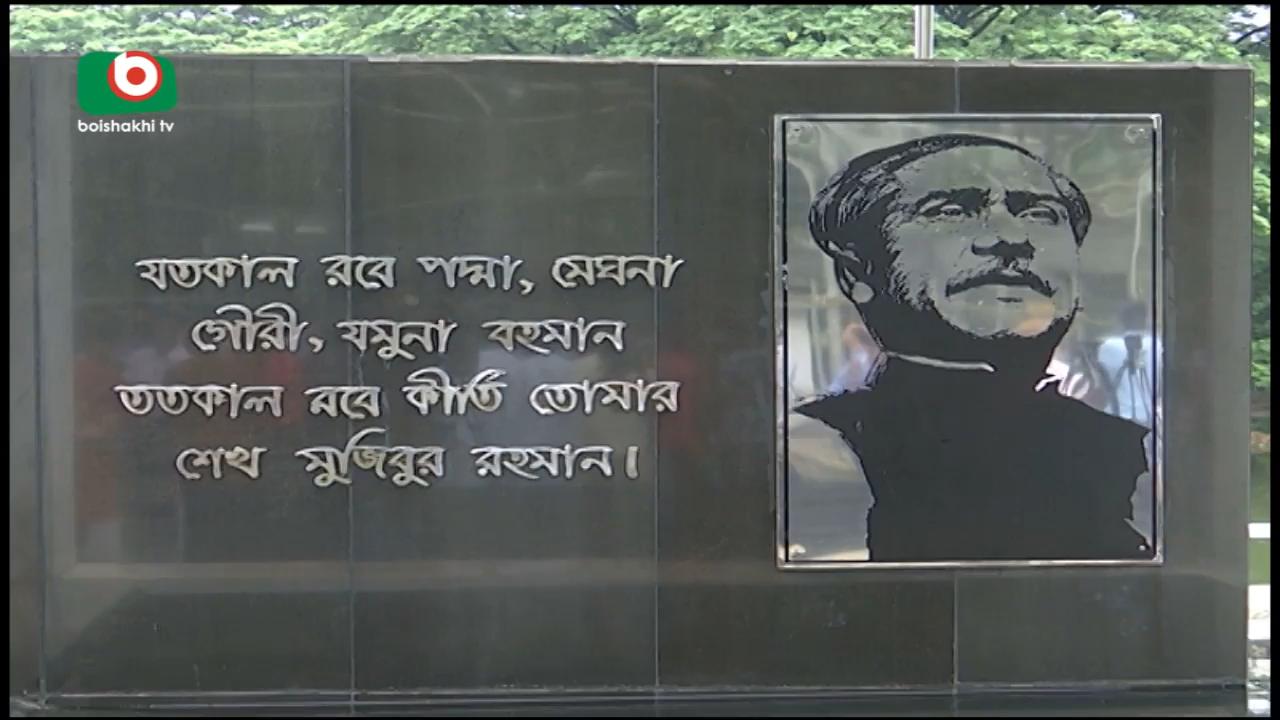 boishakhi tv
যতকাল রবে পদ্মা, মেঘনা
গৌরী, যমুনা বহমান
ততকাল রবে কীর্তি তোমার
শেখ মুজিবুর রহমান।